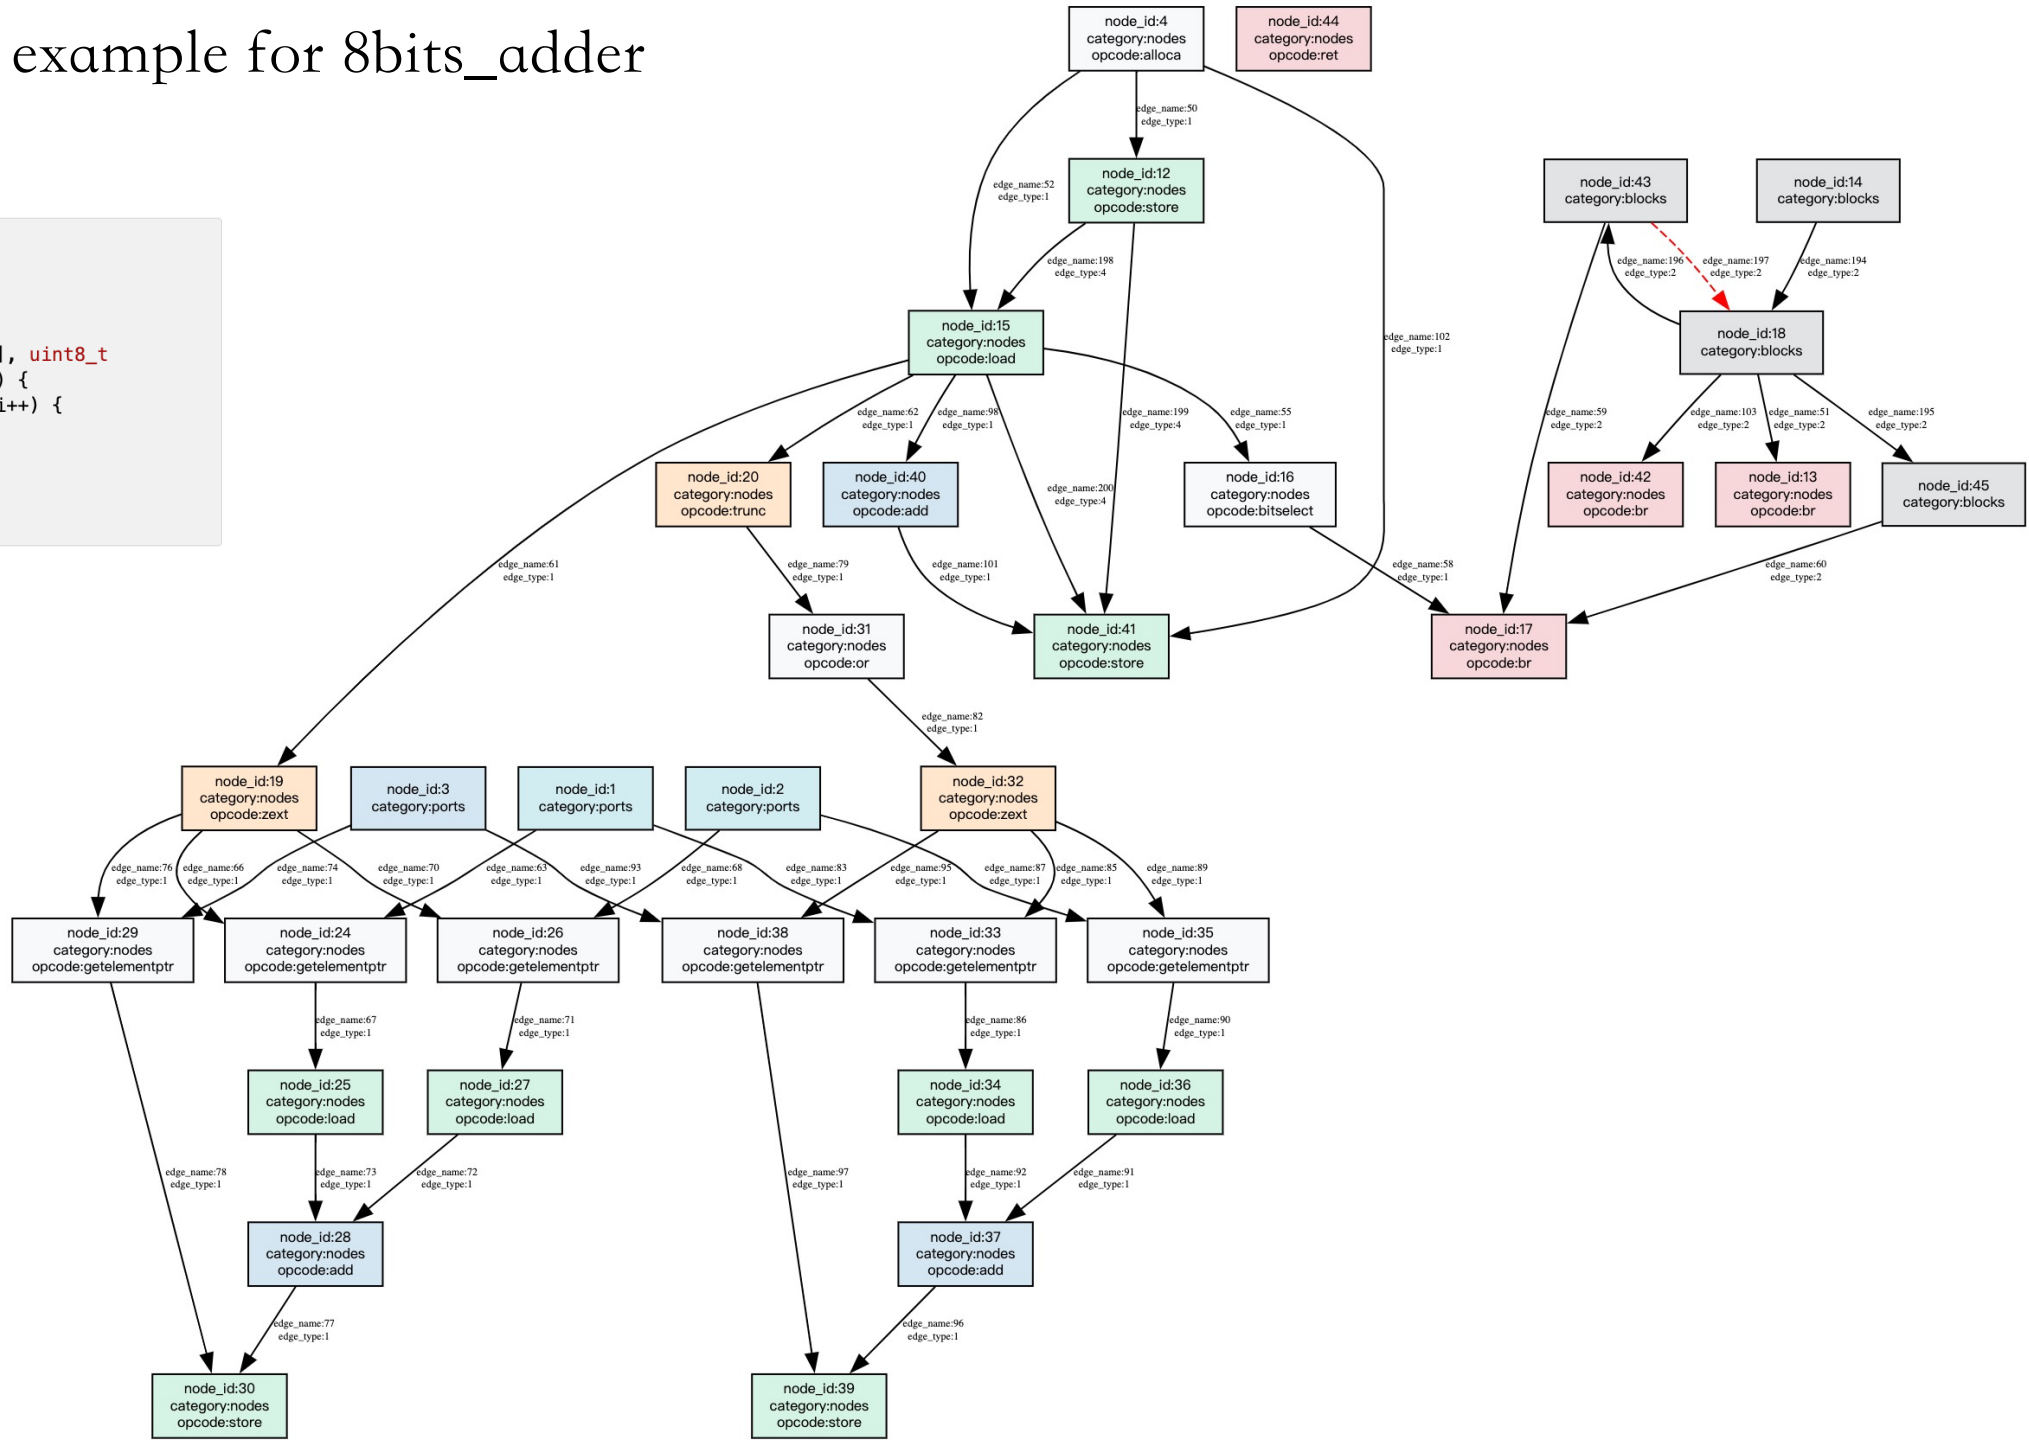 example for 8bits_adder
], uint8_t
) {
i++) {
node_id:4
category:nodes
opcode:alloca
node_id:44
category:nodes
opcode:ret
edge_name:50
edge_type:1
node_id:12
category:nodes
opcode:store
node_id:43
category:blocks
node_id:14
category:blocks
edge_name:52
edge_type:1
edge_name:198
edge_type:4
edge_name:196
edge_type:2
edge_name:197
edge_type:2
edge_name:194
edge_type:2
node_id:15
category:nodes
opcode:load
edge_name:102
edge_type:1
node_id:18
category:blocks
edge_name:62
edge_type:1
edge_name:98
edge_type:1
edge_name:199
edge_type:4
edge_name:55
edge_type:1
edge_name:59
edge_type:2
edge_name:103
edge_type:2
edge_name:51
edge_type:2
edge_name:195
edge_type:2
node_id:20
category:nodes
opcode:trunc
node_id:40
category:nodes
opcode:add
edge_name:200
edge_type:4
node_id:16
category:nodes
opcode:bitselect
node_id:42
category:nodes
opcode:br
node_id:13
category:nodes
opcode:br
node_id:45
category:blocks
edge_name:61
edge_type:1
edge_name:79
edge_type:1
edge_name:101
edge_type:1
edge_name:58
edge_type:1
edge_name:60
edge_type:2
node_id:31
category:nodes
opcode:or
node_id:41
category:nodes
opcode:store
node_id:17
category:nodes
opcode:br
edge_name:82
edge_type:1
node_id:19
category:nodes
opcode:zext
node_id:3
category:ports
node_id:1
category:ports
node_id:2
category:ports
node_id:32
category:nodes
opcode:zext
edge_name:76
edge_type:1
edge_name:66
edge_type:1
edge_name:74
edge_type:1
edge_name:70
edge_type:1
edge_name:63
edge_type:1
edge_name:93
edge_type:1
edge_name:68
edge_type:1
edge_name:83
edge_type:1
edge_name:95
edge_type:1
edge_name:87
edge_type:1
edge_name:85
edge_type:1
edge_name:89
edge_type:1
node_id:29
category:nodes
opcode:getelementptr
node_id:24
category:nodes
opcode:getelementptr
node_id:26
category:nodes
opcode:getelementptr
node_id:38
category:nodes
opcode:getelementptr
node_id:33
category:nodes
opcode:getelementptr
node_id:35
category:nodes
opcode:getelementptr
edge_name:67
edge_type:1
edge_name:71
edge_type:1
edge_name:86
edge_type:1
edge_name:90
edge_type:1
node_id:25
category:nodes
opcode:load
node_id:27
category:nodes
opcode:load
node_id:34
category:nodes
opcode:load
node_id:36
category:nodes
opcode:load
edge_name:78
edge_type:1
edge_name:73
edge_type:1
edge_name:72
edge_type:1
edge_name:97
edge_type:1
edge_name:92
edge_type:1
edge_name:91
edge_type:1
node_id:28
category:nodes
opcode:add
node_id:37
category:nodes
opcode:add
edge_name:77
edge_type:1
edge_name:96
edge_type:1
node_id:30
category:nodes
opcode:store
node_id:39
category:nodes
opcode:store